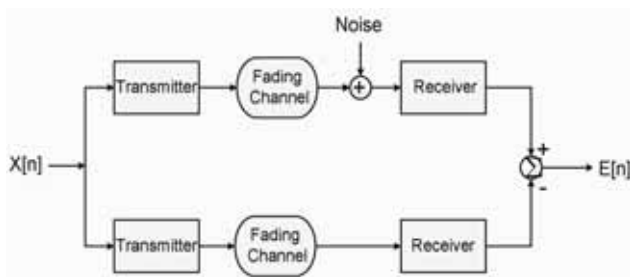 Noise
Transmitter
Fading
Channel
+
Receiver
+
X[n]
Σ
E[n]
-
Transmitter
Fading
Channel
Receiver